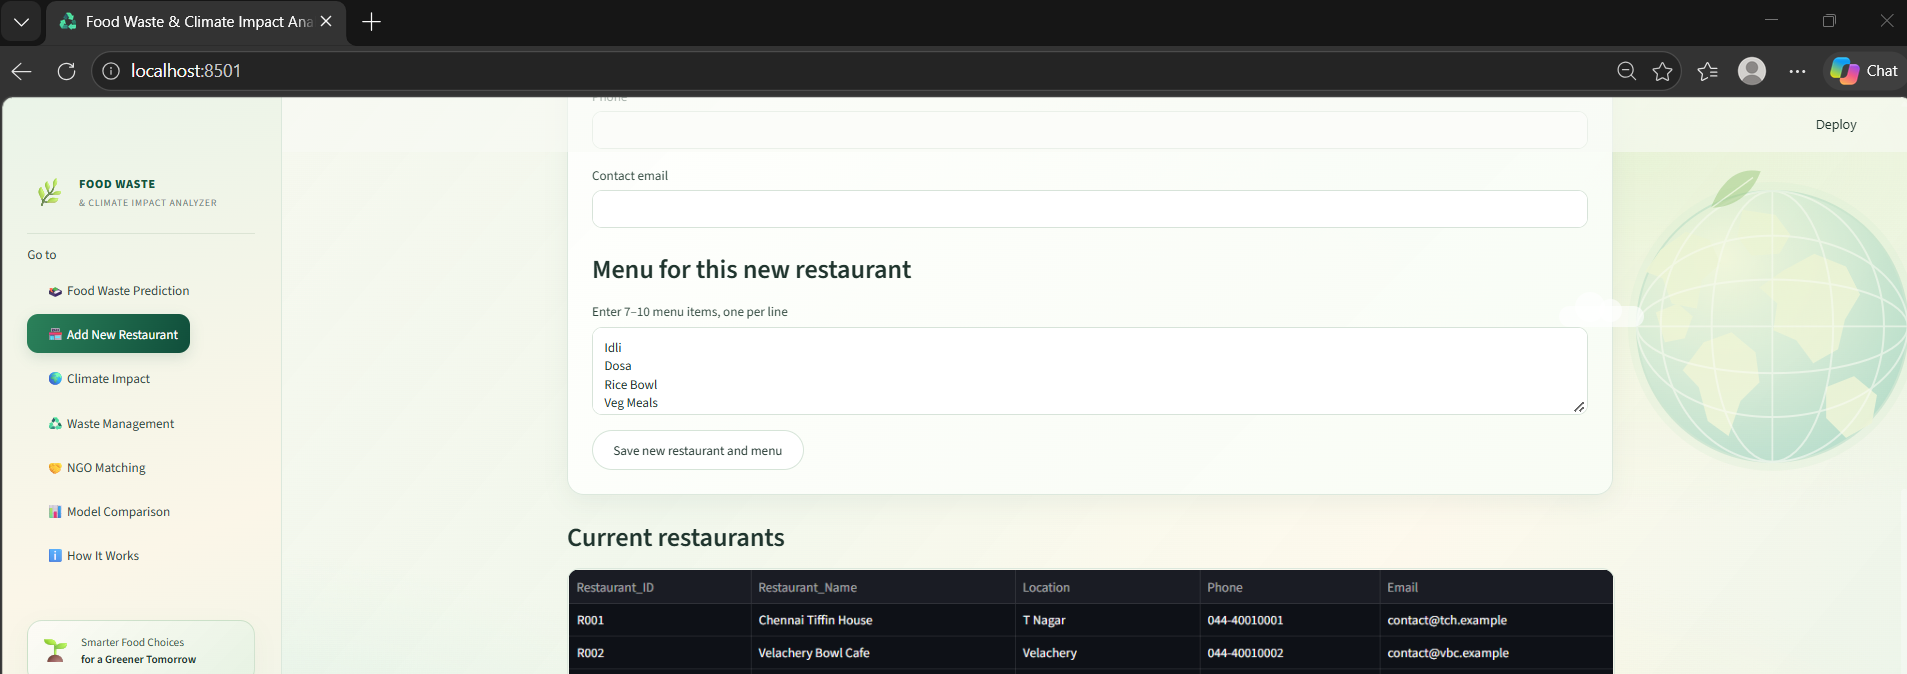 Food Waste & Climate Impact Ana
localhost:8501
Chat
Deploy
FOOD WASTE
& CLIMATE IMPACT ANALYZER
Go to
Food Waste Prediction
Add New Restaurant
Climate Impact
Waste Management
NGO Matching
Model Comparison
How It Works
Smarter Food Choices
for a Greener Tomorrow
Phone
Contact email
Menu for this new restaurant
Enter 7–10 menu items, one per line
Idli
Dosa
Rice Bowl
Veg Meals
Save new restaurant and menu
Current restaurants
Restaurant_ID Restaurant_Name Location Phone Email
R001 Chennai Tiffin House T Nagar 044-40010001 contact@tch.example
R002 Velachery Bowl Cafe Velachery 044-40010002 contact@vbc.example